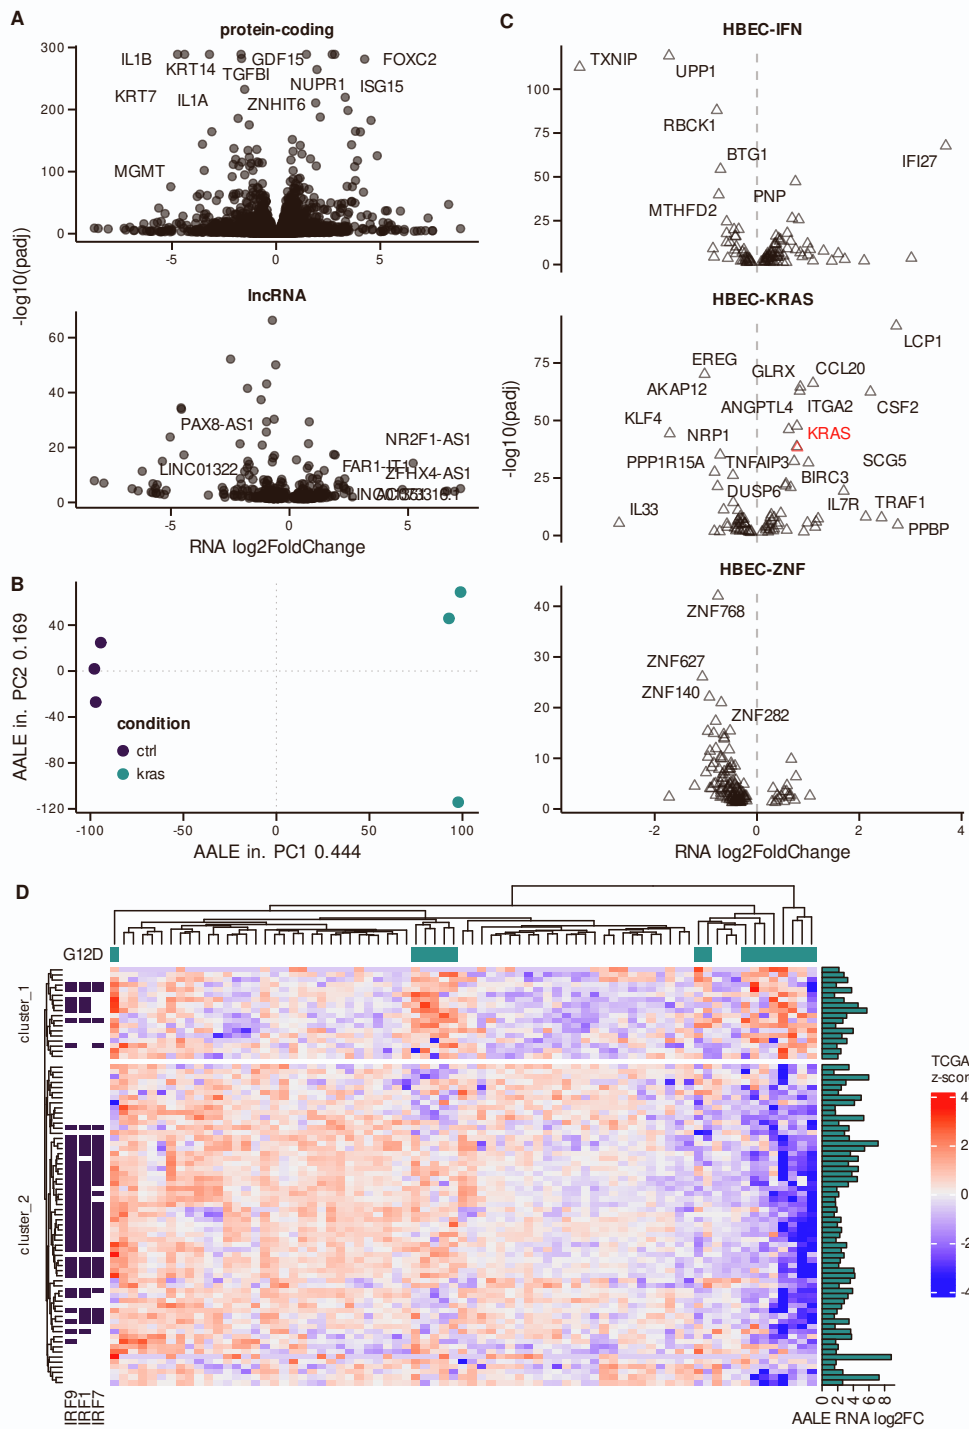 A
protein-coding
300
200
100
0
-5
0
5
IL1B
KRT14
TGFBI
GDF15
FOXC2
KRT7
IL1A
NUPR1
ISG15
ZNHIT6
MGMT
-log10(padj)
lncRNA
60
40
20
0
-5
0
5
PAX8-AS1
NR2F1-AS1
LINC01322
FAR1-IT1
ZFHX4-AS1
RNA log2FoldChange
B
AALE in. PC2 0.169
40
0
-40
-80
-120
condition
ctrl
kras
-100
-50
0
50
100
AALE in. PC1 0.444
C
HBEC-IFN
100
75
50
25
0
TXNIP
UPP1
RBCK1
BTG1
IFI27
PNP
MTHFD2
HBEC-KRAS
-log10(padj)
75
50
25
0
LCP1
EREG
GLRX
CCL20
AKAP12
ANGPTL4
ITGA2
CSF2
KLF4
NRP1
KRAS
PPP1R15A
TNFAIP3
SCG5
BIRC3
DUSP6
IL7R
TRAF1
IL33
PPBP
HBEC-ZNF
40
30
20
10
0
ZNF768
ZNF627
ZNF140
ZNF282
-2
0
2
4
RNA log2FoldChange
D
G12D
cluster_1
cluster_2
IRF9
IRF1
IRF7
0
2
4
6
8
AALE RNA log2FC
TCGA
z-scor
4
2
0
-2
-4